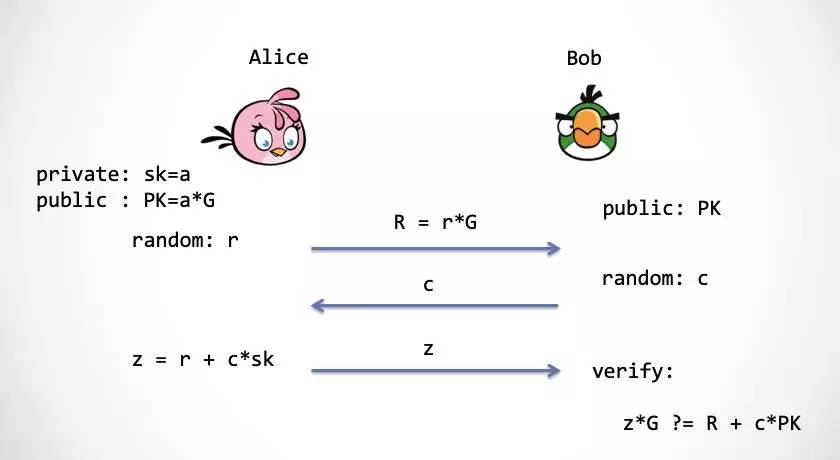 Alice
Bob
private: sk=a
public : PK=a*G
public: PK
random: r
R = r*G
random: c
c
z = r + c*sk
z
verify:
z*G ?= R + c*PK